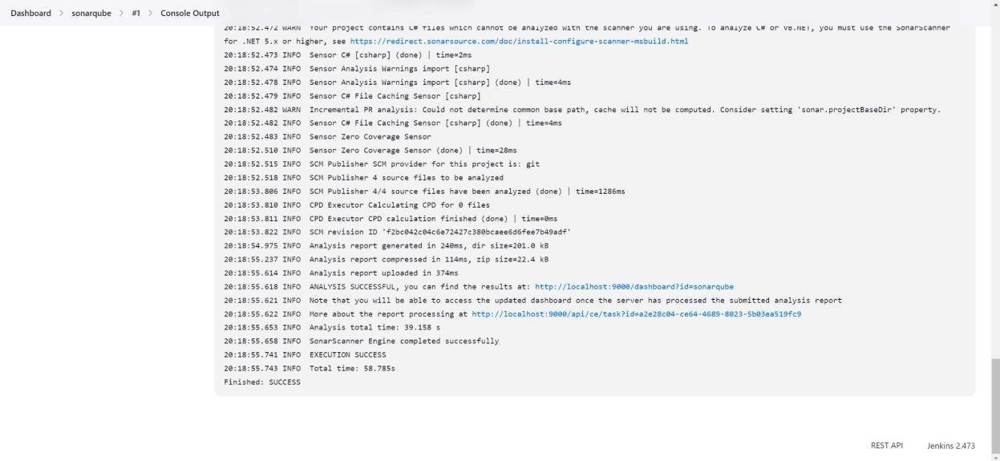 Dashboard > sonarqube > #1 > Console Output
20:18:52.472 WARN Your project contains C# files which cannot be analyzed with the scanner you are using. To analyze C# or VB.NET, you must use the SonarScanner
for .NET 5.x or higher, see https://redirect.sonarsource.com/doc/install-configure-scanner-msbuild.html
20:18:52.473 INFO Sensor C# [csharp] (done) | time=2ms
20:18:52.474 INFO Sensor Analysis Warnings import [csharp]
20:18:52.478 INFO Sensor Analysis Warnings import [csharp] (done) | time=4ms
20:18:52.479 INFO Sensor C# File Caching Sensor [csharp]
20:18:52.482 WARN Incremental PR analysis: Could not determine common base path, cache will not be computed. Consider setting 'sonar.projectBaseDir' property.
20:18:52.482 INFO Sensor C# File Caching Sensor [csharp] (done) | time=4ms
20:18:52.483 INFO Sensor Zero Coverage Sensor
20:18:52.510 INFO Sensor Zero Coverage Sensor (done) | time=28ms
20:18:52.515 INFO SCM Publisher SCM provider for this project is: git
20:18:52.518 INFO SCM Publisher 4 source files to be analyzed
20:18:53.806 INFO SCM Publisher 4/4 source files have been analyzed (done) | time=1286ms
20:18:53.810 INFO CPD Executor Calculating CPD for 0 files
20:18:53.811 INFO CPD Executor CPD calculation finished (done) | time=0ms
20:18:53.822 INFO SCM revision ID 'f2bc042c04c6e72427c380bcaee6d6fee7b49adf'
20:18:54.975 INFO Analysis report generated in 240ms, dir size=201.0 kB
20:18:55.237 INFO Analysis report compressed in 114ms, zip size=22.4 kB
20:18:55.614 INFO Analysis report uploaded in 374ms
20:18:55.618 INFO ANALYSIS SUCCESSFUL, you can find the results at: http://localhost:9000/dashboard?id=sonarqube
20:18:55.621 INFO Note that you will be able to access the updated dashboard once the server has processed the submitted analysis report
20:18:55.622 INFO More about the report processing at http://localhost:9000/api/ce/task?id=a2e28c04-ce64-4689-8023-5b03ea519fc9
20:18:55.653 INFO Analysis total time: 39.158 s
20:18:55.658 INFO SonarScanner Engine completed successfully
20:18:55.741 INFO EXECUTION SUCCESS
20:18:55.743 INFO Total time: 58.785s
Finished: SUCCESS
REST API Jenkins 2.473